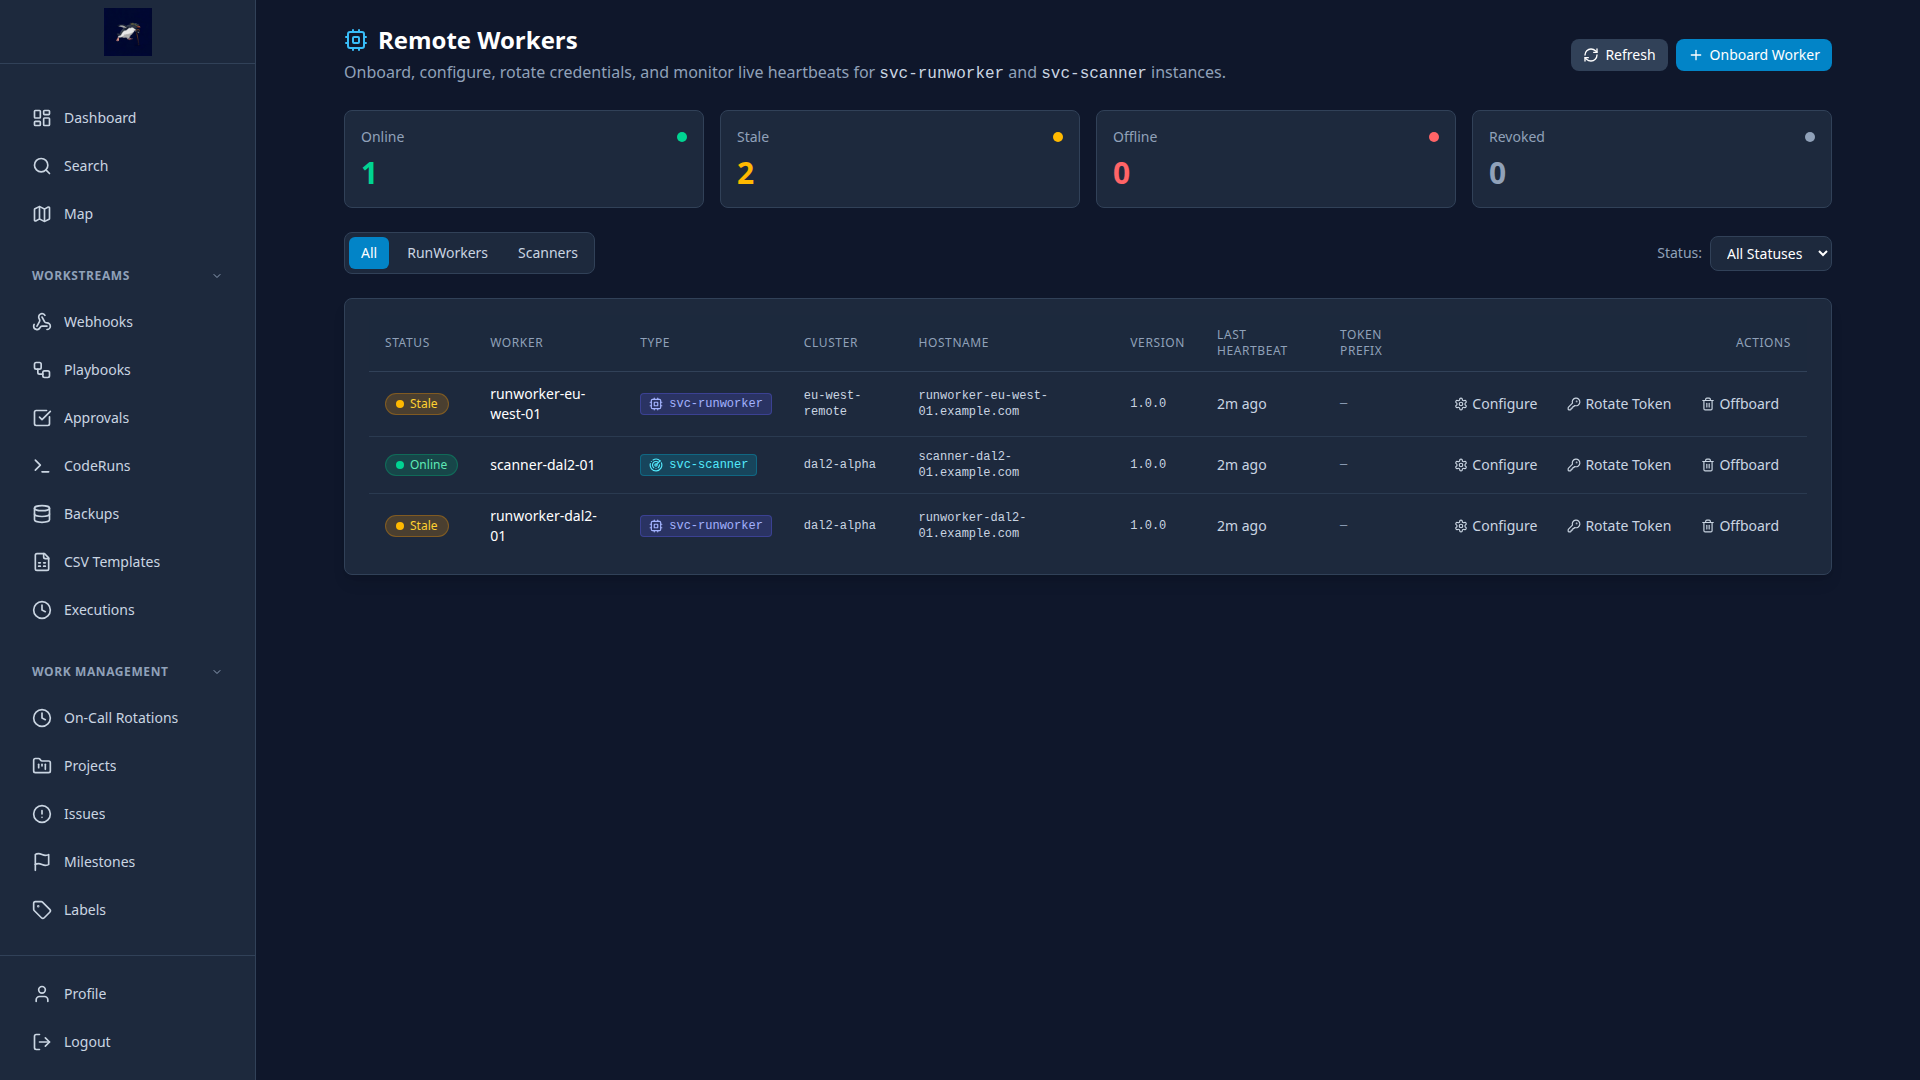 Dashboard
Search
Map
WORKSTREAMS
Webhooks
Playbooks
Approvals
CodeRuns
Backups
CSV Templates
Executions
WORK MANAGEMENT
On-Call Rotations
Projects
Issues
Milestones
Labels
Profile
Logout
Remote Workers
Onboard, configure, rotate credentials, and monitor live heartbeats for svc-runworker and svc-scanner instances.
Refresh
Onboard Worker
Online
1
Stale
2
Offline
0
Revoked
0
All RunWorkers Scanners
Status: All Statuses
STATUS WORKER TYPE CLUSTER HOSTNAME VERSION LAST HEARTBEAT TOKEN PREFIX ACTIONS
Stale
runworker-eu-
west-01
svc-runworker
eu-west-
remote
runworker-eu-west-
01.example.com
1.0.0
2m ago
—
Configure Rotate Token Offboard
Online
scanner-dal2-01
svc-scanner
dal2-alpha
scanner-dal2-
01.example.com
1.0.0
2m ago
—
Configure Rotate Token Offboard
Stale
runworker-dal2-
01
svc-runworker
dal2-alpha
runworker-dal2-
01.example.com
1.0.0
2m ago
—
Configure Rotate Token Offboard